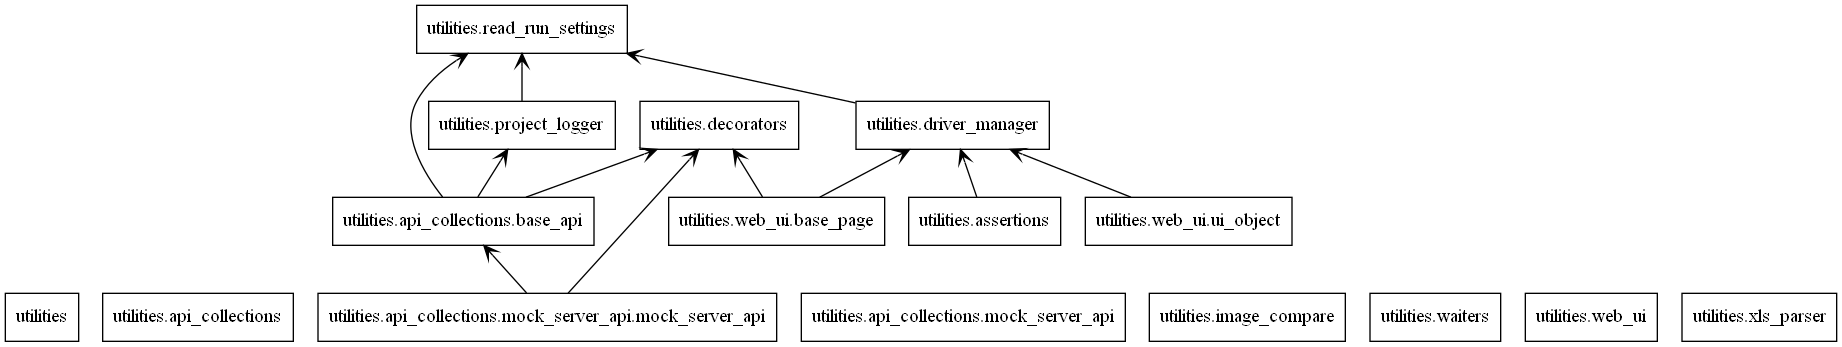 utilities.read_run_settings
utilities.project_logger
utilities.decorators
utilities.driver_manager
utilities.api_collections.base_api
utilities.web_ui.base_page
utilities.assertions
utilities.web_ui.ui_object
utilities
utilities.api_collections
utilities.api_collections.mock_server_api.mock_server_api
utilities.api_collections.mock_server_api
utilities.image_compare
utilities.waiters
utilities.web_ui
utilities.xls_parser